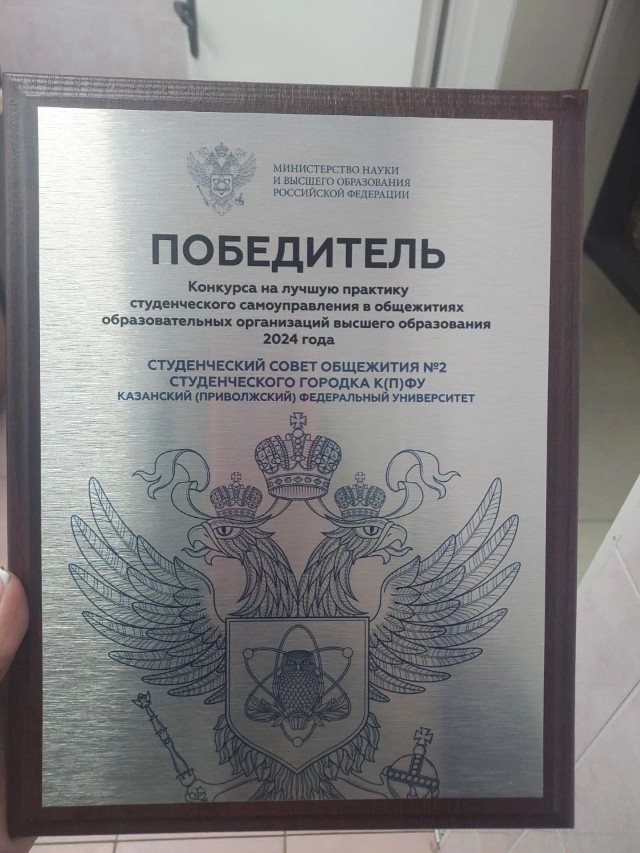 МИНИСТЕРСТВО НАУКИ
И ВЫСШЕГО ОБРАЗОВАНИЯ
РОССИЙСКОЙ ФЕДЕРАЦИИ
ПОБЕДИТЕЛЬ
Конкурса на лучшую практику
студенческого самоуправления в общежитиях
образовательных организаций высшего образования
2024 года
СТУДЕНЧЕСКИЙ СОВЕТ ОБЩЕЖИТИЯ №2
СТУДЕНЧЕСКОГО ГОРОДКА К(П)ФУ
КАЗАНСКИЙ (ПРИВОЛЖСКИЙ) ФЕДЕРАЛЬНЫЙ УНИВЕРСИТЕТ